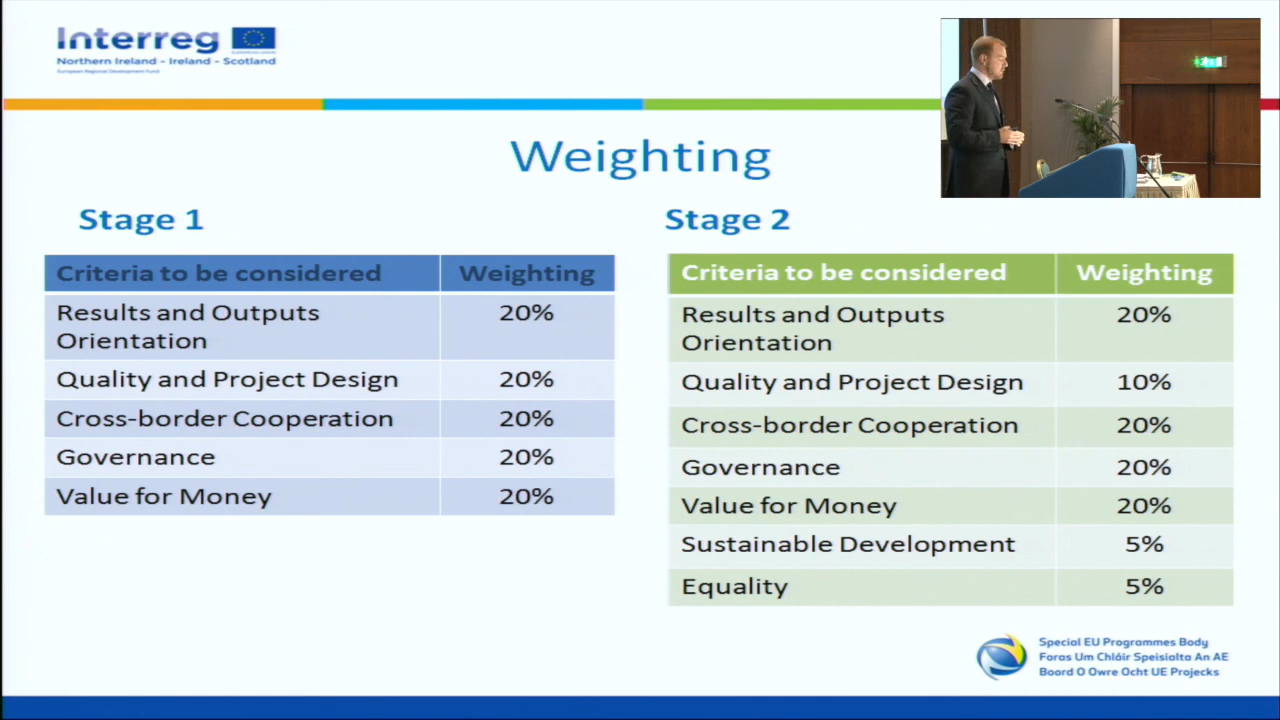 Interreg
Northern Ireland - Ireland - Scotland
European Regional Development Fund
Weighting
Stage 1
Criteria to be considered Weighting
Results and Outputs 20%
Orientation
Quality and Project Design 20%
Cross-border Cooperation 20%
Governance 20%
Value for Money 20%
Stage 2
Criteria to be considered Weighting
Results and Outputs 20%
Orientation
Quality and Project Design 10%
Cross-border Cooperation 20%
Governance 20%
Value for Money 20%
Sustainable Development 5%
Equality 5%
Special EU Programmes Body
Foras Um Chláir Speisialta An AE
Boord O Owre Ocht UE Projecks